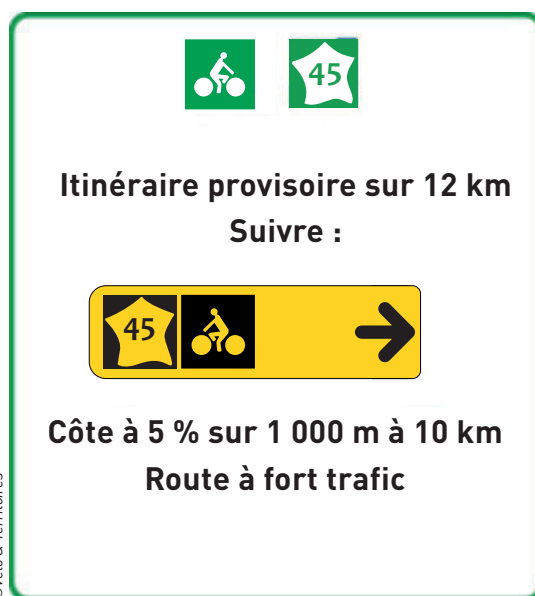 45
Itinéraire provisoire sur 12 km
Suivre :
45
Côte à 5 % sur 1 000 m à 10 km
Route à fort trafic